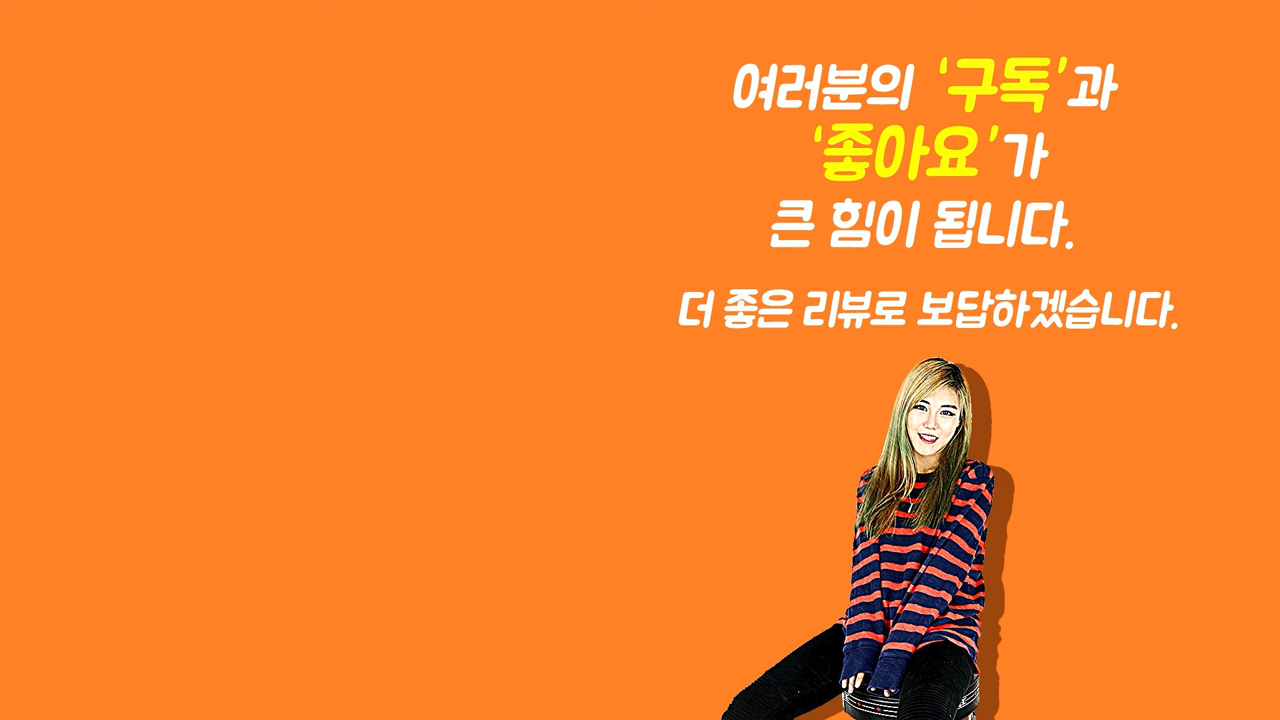 여러분의 '구독'과
'좋아요'가
큰 힘이 됩니다.
더 좋은 리뷰로 보답하겠습니다.